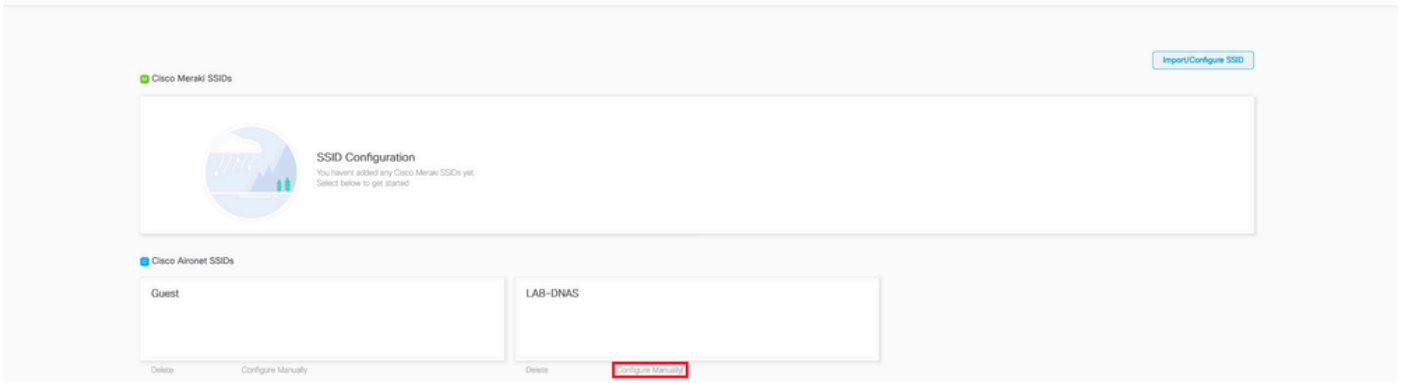 Import/Configure SSID
M Cisco Meraki SSIDs
SSID Configuration
You havent added any Cisco Meraki SSIDs yet
Select below to get started
C Cisco Aironet SSIDs
Guest
LAB-DNAS
Delete Configure Manually
Delete Configure Manually